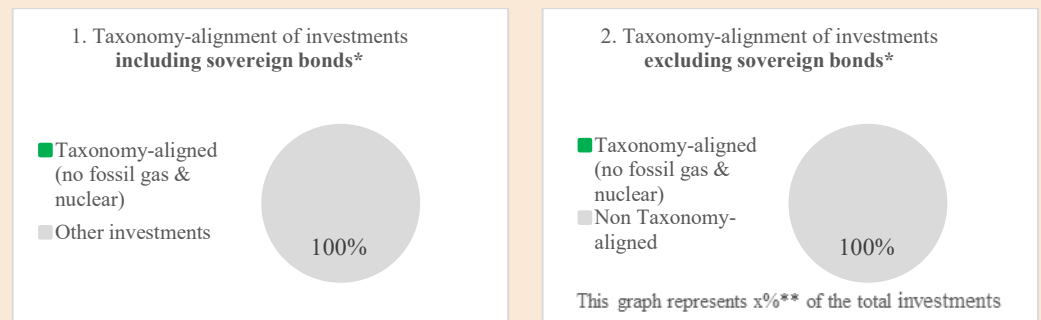 1. Taxonomy-alignment of investments
including sovereign bonds*
Taxonomy-aligned
(no fossil gas &
nuclear)
Other investments
100%
2. Taxonomy-alignment of investments
excluding sovereign bonds*
Taxonomy-aligned
(no fossil gas &
nuclear)
Non Taxonomy-
aligned
100%
This graph represents x%** of the total investments